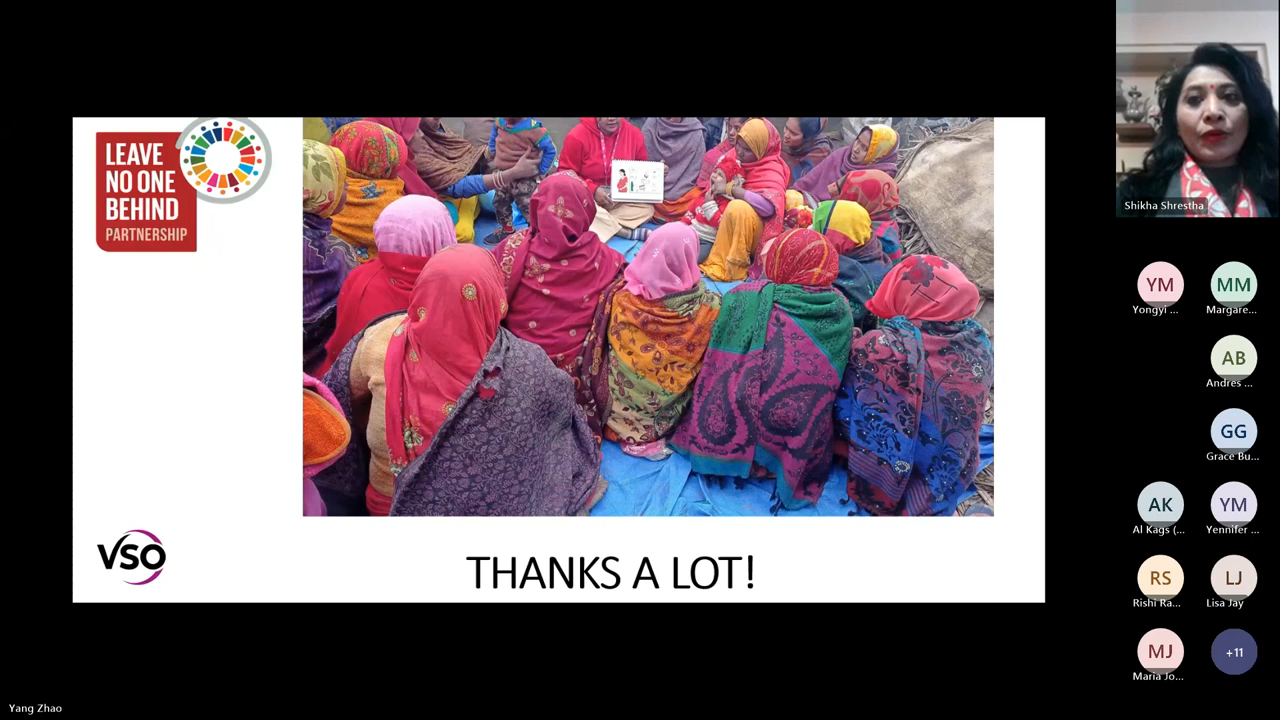 LEAVE
NO ONE
BEHIND
PARTNERSHIP
VSO
THANKS A LOT!
Shikha Shrestha
YM
Yongyi ...
MM
Margare...
AB
Andres ...
GG
Grace Bu...
AK
Al Kags (...
YM
Yennifer ...
RS
Rishi Ra...
LJ
Lisa Jay
MJ
Maria Jo...
+11
Yang Zhao